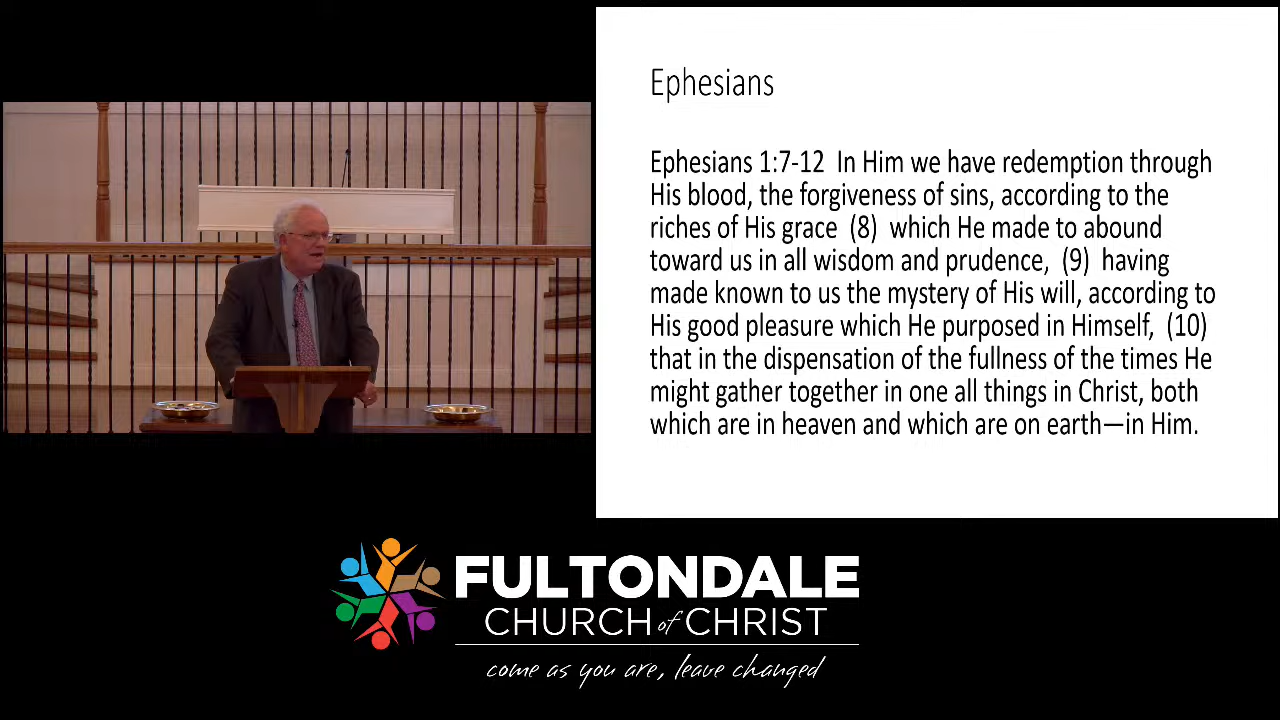 Ephesians
Ephesians 1:7-12  In Him we have redemption through
His blood, the forgiveness of sins, according to the
riches of His grace  (8)  which He made to abound
toward us in all wisdom and prudence,  (9)  having
made known to us the mystery of His will, according to
His good pleasure which He purposed in Himself,  (10)
that in the dispensation of the fullness of the times He
might gather together in one all things in Christ, both
which are in heaven and which are on earth—in Him.
FULTONDALE
CHURCH of CHRIST
come as you are, leave changed